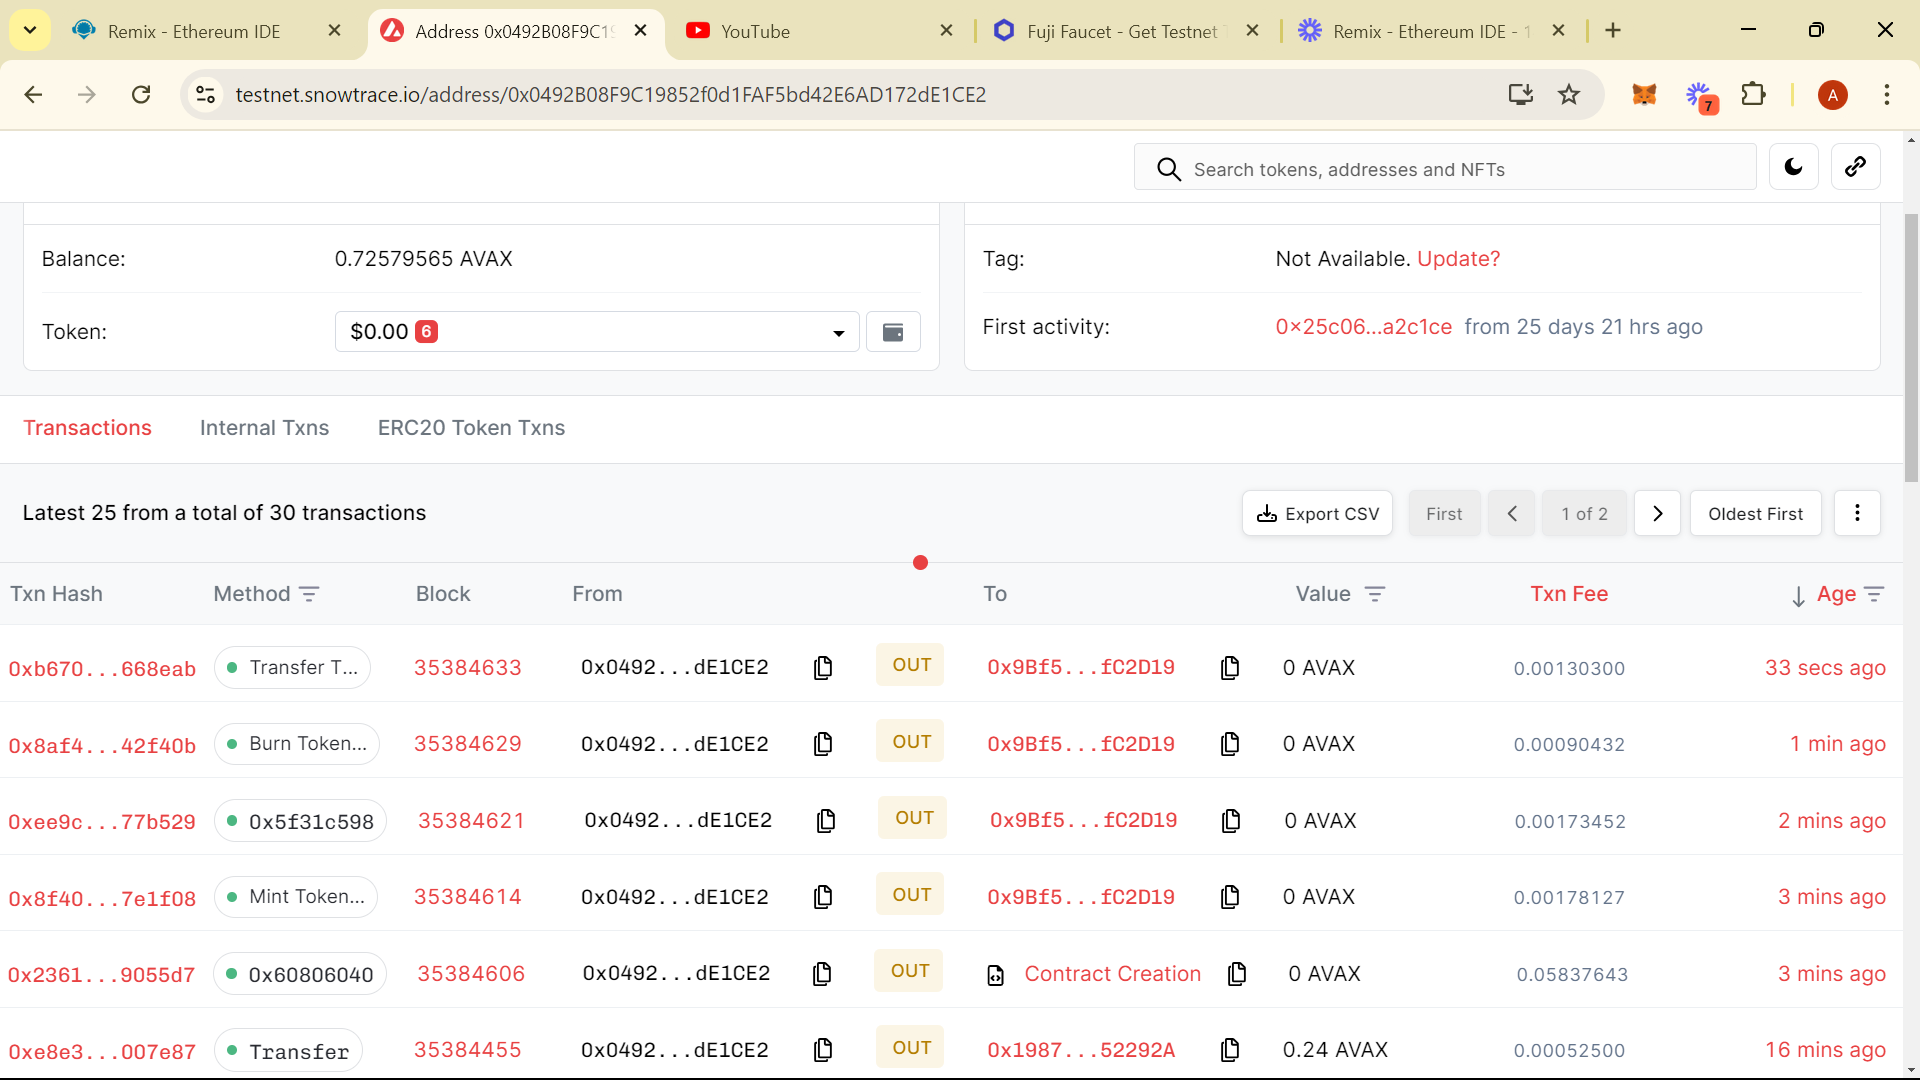 Remix - Ethereum IDE
Address 0x0492B08F9C19
YouTube
Fuji Faucet - Get Testnet T
Remix - Ethereum IDE - 1
testnet.snowtrace.io/address/0x0492B08F9C19852f0d1FAF5bd42E6AD172dE1CE2
7
A
Search tokens, addresses and NFTs
Balance: 0.72579565 AVAX
Tag: Not Available. Update?
Token: $0.00 6
First activity: 0x25c06...a2c1ce from 25 days 21 hrs ago
Transactions Internal Txns ERC20 Token Txns
Latest 25 from a total of 30 transactions
Export CSV First 1 of 2 Oldest First
Txn Hash Method Block From To Value Txn Fee Age
0xb670...668eab Transfer T... 35384633 0x0492...dE1CE2 OUT 0x9Bf5...fC2D19 0 AVAX 0.00130300 33 secs ago
0x8af4...42f40b Burn Token... 35384629 0x0492...dE1CE2 OUT 0x9Bf5...fC2D19 0 AVAX 0.00090432 1 min ago
0xee9c...77b529 0x5f31c598 35384621 0x0492...dE1CE2 OUT 0x9Bf5...fC2D19 0 AVAX 0.00173452 2 mins ago
0x8f40...7e1f08 Mint Token... 35384614 0x0492...dE1CE2 OUT 0x9Bf5...fC2D19 0 AVAX 0.00178127 3 mins ago
0x2361...9055d7 0x60806040 35384606 0x0492...dE1CE2 OUT Contract Creation 0 AVAX 0.05837643 3 mins ago
0xe8e3...007e87 Transfer 35384455 0x0492...dE1CE2 OUT 0x1987...52292A 0.24 AVAX 0.00052500 16 mins ago